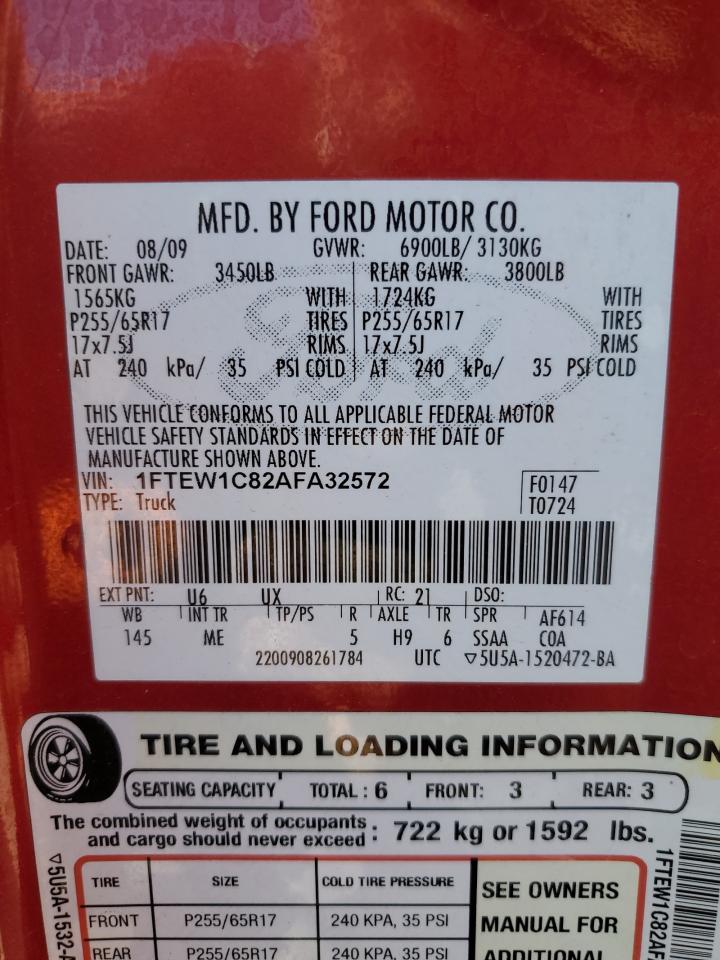 MFD. BY FORD MOTOR CO.
DATE: 08/09 GVWR: 6900LB/ 3130KG
FRONT GAWR: 3450LB REAR GAWR: 3800LB
1565KG WITH 1724KG WITH
P255/65R17 TIRES P255/65R17 TIRES
17x7.5J RIMS 17x7.5J RIMS
AT 240 kPa/ 35 PSI COLD AT 240 kPa/ 35 PSI COLD
Ford
THIS VEHICLE CONFORMS TO ALL APPLICABLE FEDERAL MOTOR
VEHICLE SAFETY STANDARDS IN EFFECT ON THE DATE OF
MANUFACTURE SHOWN ABOVE.
VIN: 1FTEW1C82AFA32572 F0147
TYPE: Truck T0724
EXT PNT: U6 UX RC: 21 DSO:
WB INT TR TP/PS R AXLE TR SPR AF614
145 ME 5 H9 6 SSAA COA
2200908261784 UTC ▽5U5A-1520472-BA
TIRE AND LOADING INFORMATION
SEATING CAPACITY TOTAL : 6 FRONT: 3 REAR: 3
The combined weight of occupants
and cargo should never exceed : 722 kg or 1592 lbs.
TIRE SIZE COLD TIRE PRESSURE SEE OWNERS
FRONT P255/65R17 240 KPA, 35 PSI MANUAL FOR
REAR P255/65R17 240 KPA, 35 PSI ADDITIONAL
▽5U5A-1532-
1FTEW1C82AF